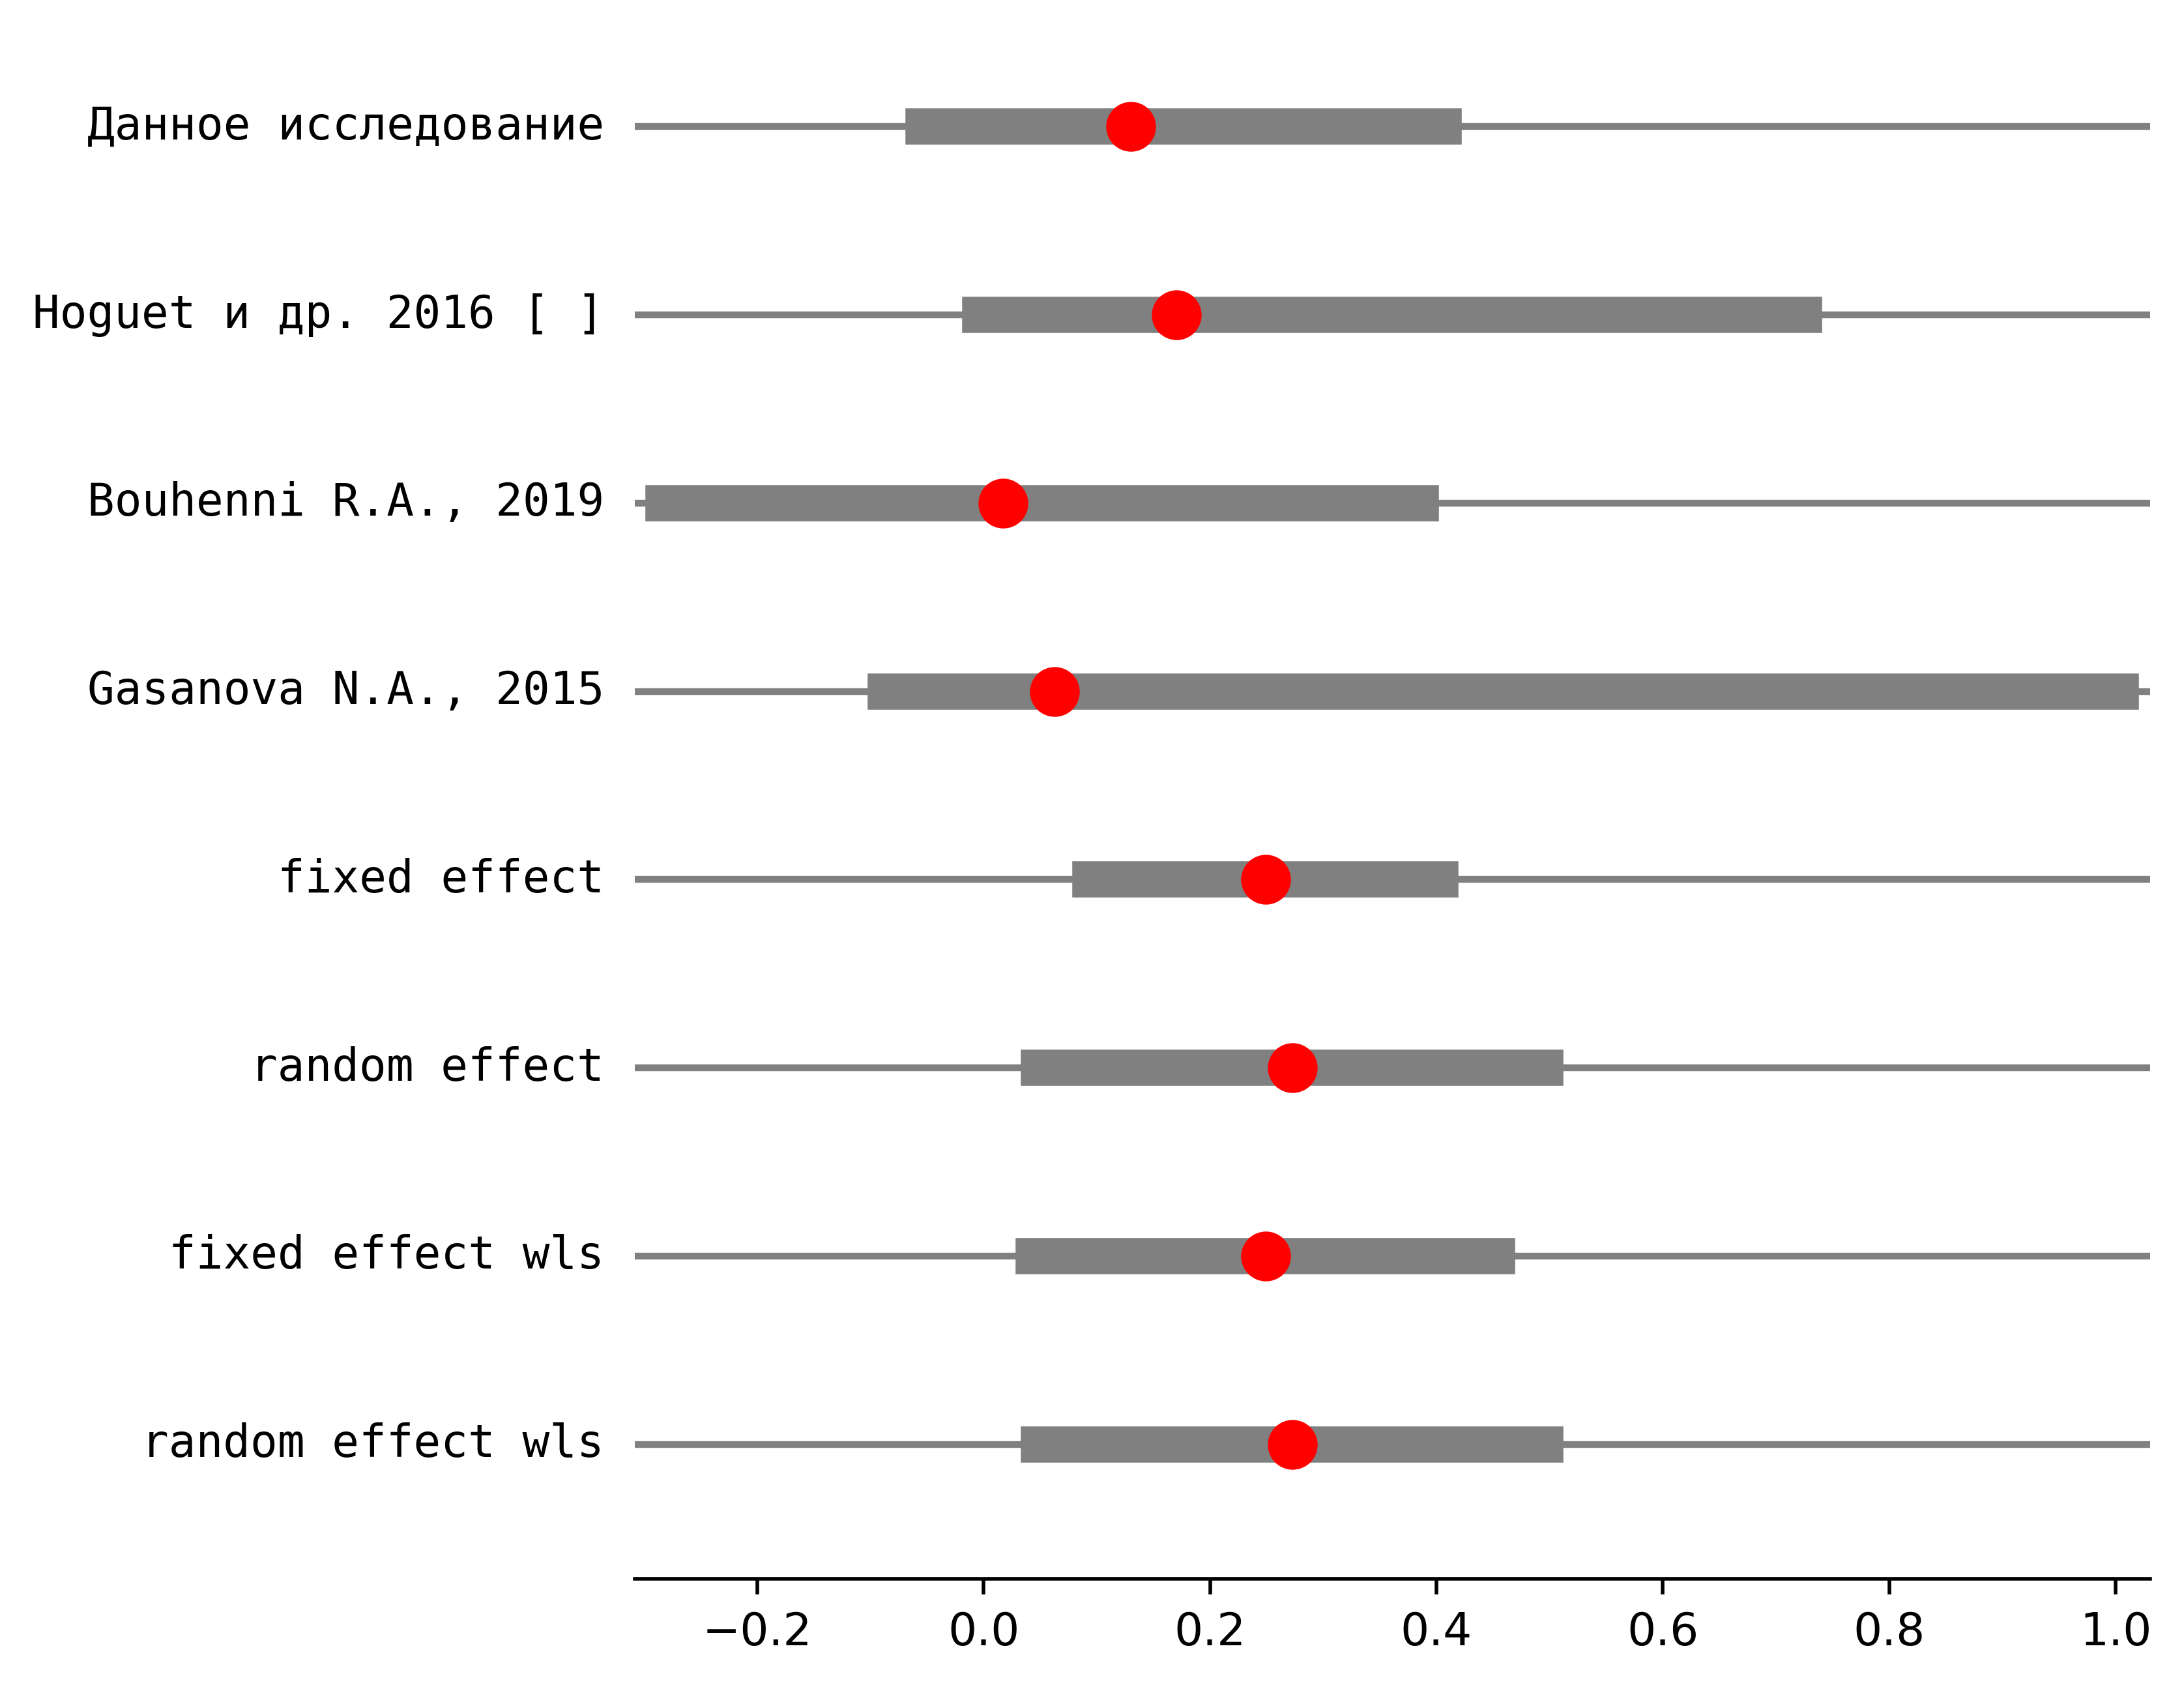 Данное исследование
Hoguet и др. 2016 [ ]
Bouhenni R.A., 2019
Gasanova N.A., 2015
fixed effect
random effect
fixed effect wls
random effect wls
−0.2 0.0 0.2 0.4 0.6 0.8 1.0